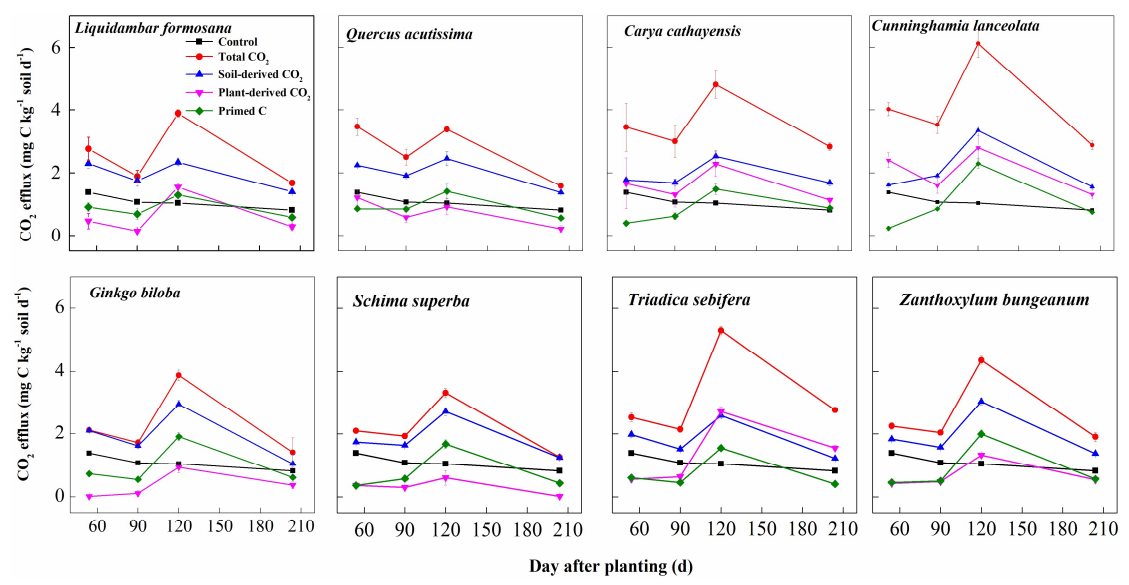 Liquidambar formosana
Control
Total CO₂
Soil-derived CO₂
Plant-derived CO₂
Primed C
Quercus acutissima
Carya cathayensis
Cunninghamia lanceolata
CO₂ efflux (mg C kg⁻¹ soil d⁻¹)
6
4
2
0
Ginkgo biloba
Schima superba
Triadica sebifera
Zanthoxylum bungeanum
CO₂ efflux (mg C kg⁻¹ soil d⁻¹)
6
4
2
0
60 90 120 150 180 210
60 90 120 150 180 210
60 90 120 150 180 210
60 90 120 150 180 210
Day after planting (d)